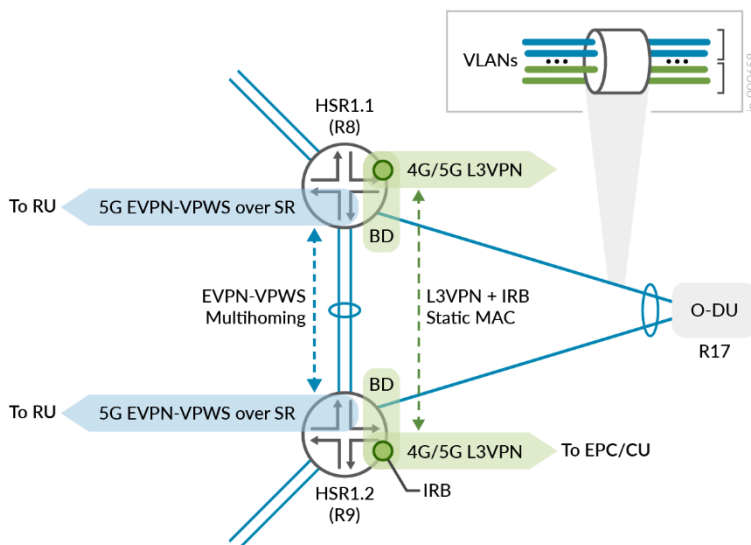 VLANs
...
...
jn-000658
HSR1.1
(R8)
4G/5G L3VPN
To RU
5G EVPN-VPWS over SR
BD
EVPN-VPWS
Multihoming
L3VPN + IRB
Static MAC
O-DU
R17
BD
To RU
5G EVPN-VPWS over SR
4G/5G L3VPN
To EPC/CU
IRB
HSR1.2
(R9)